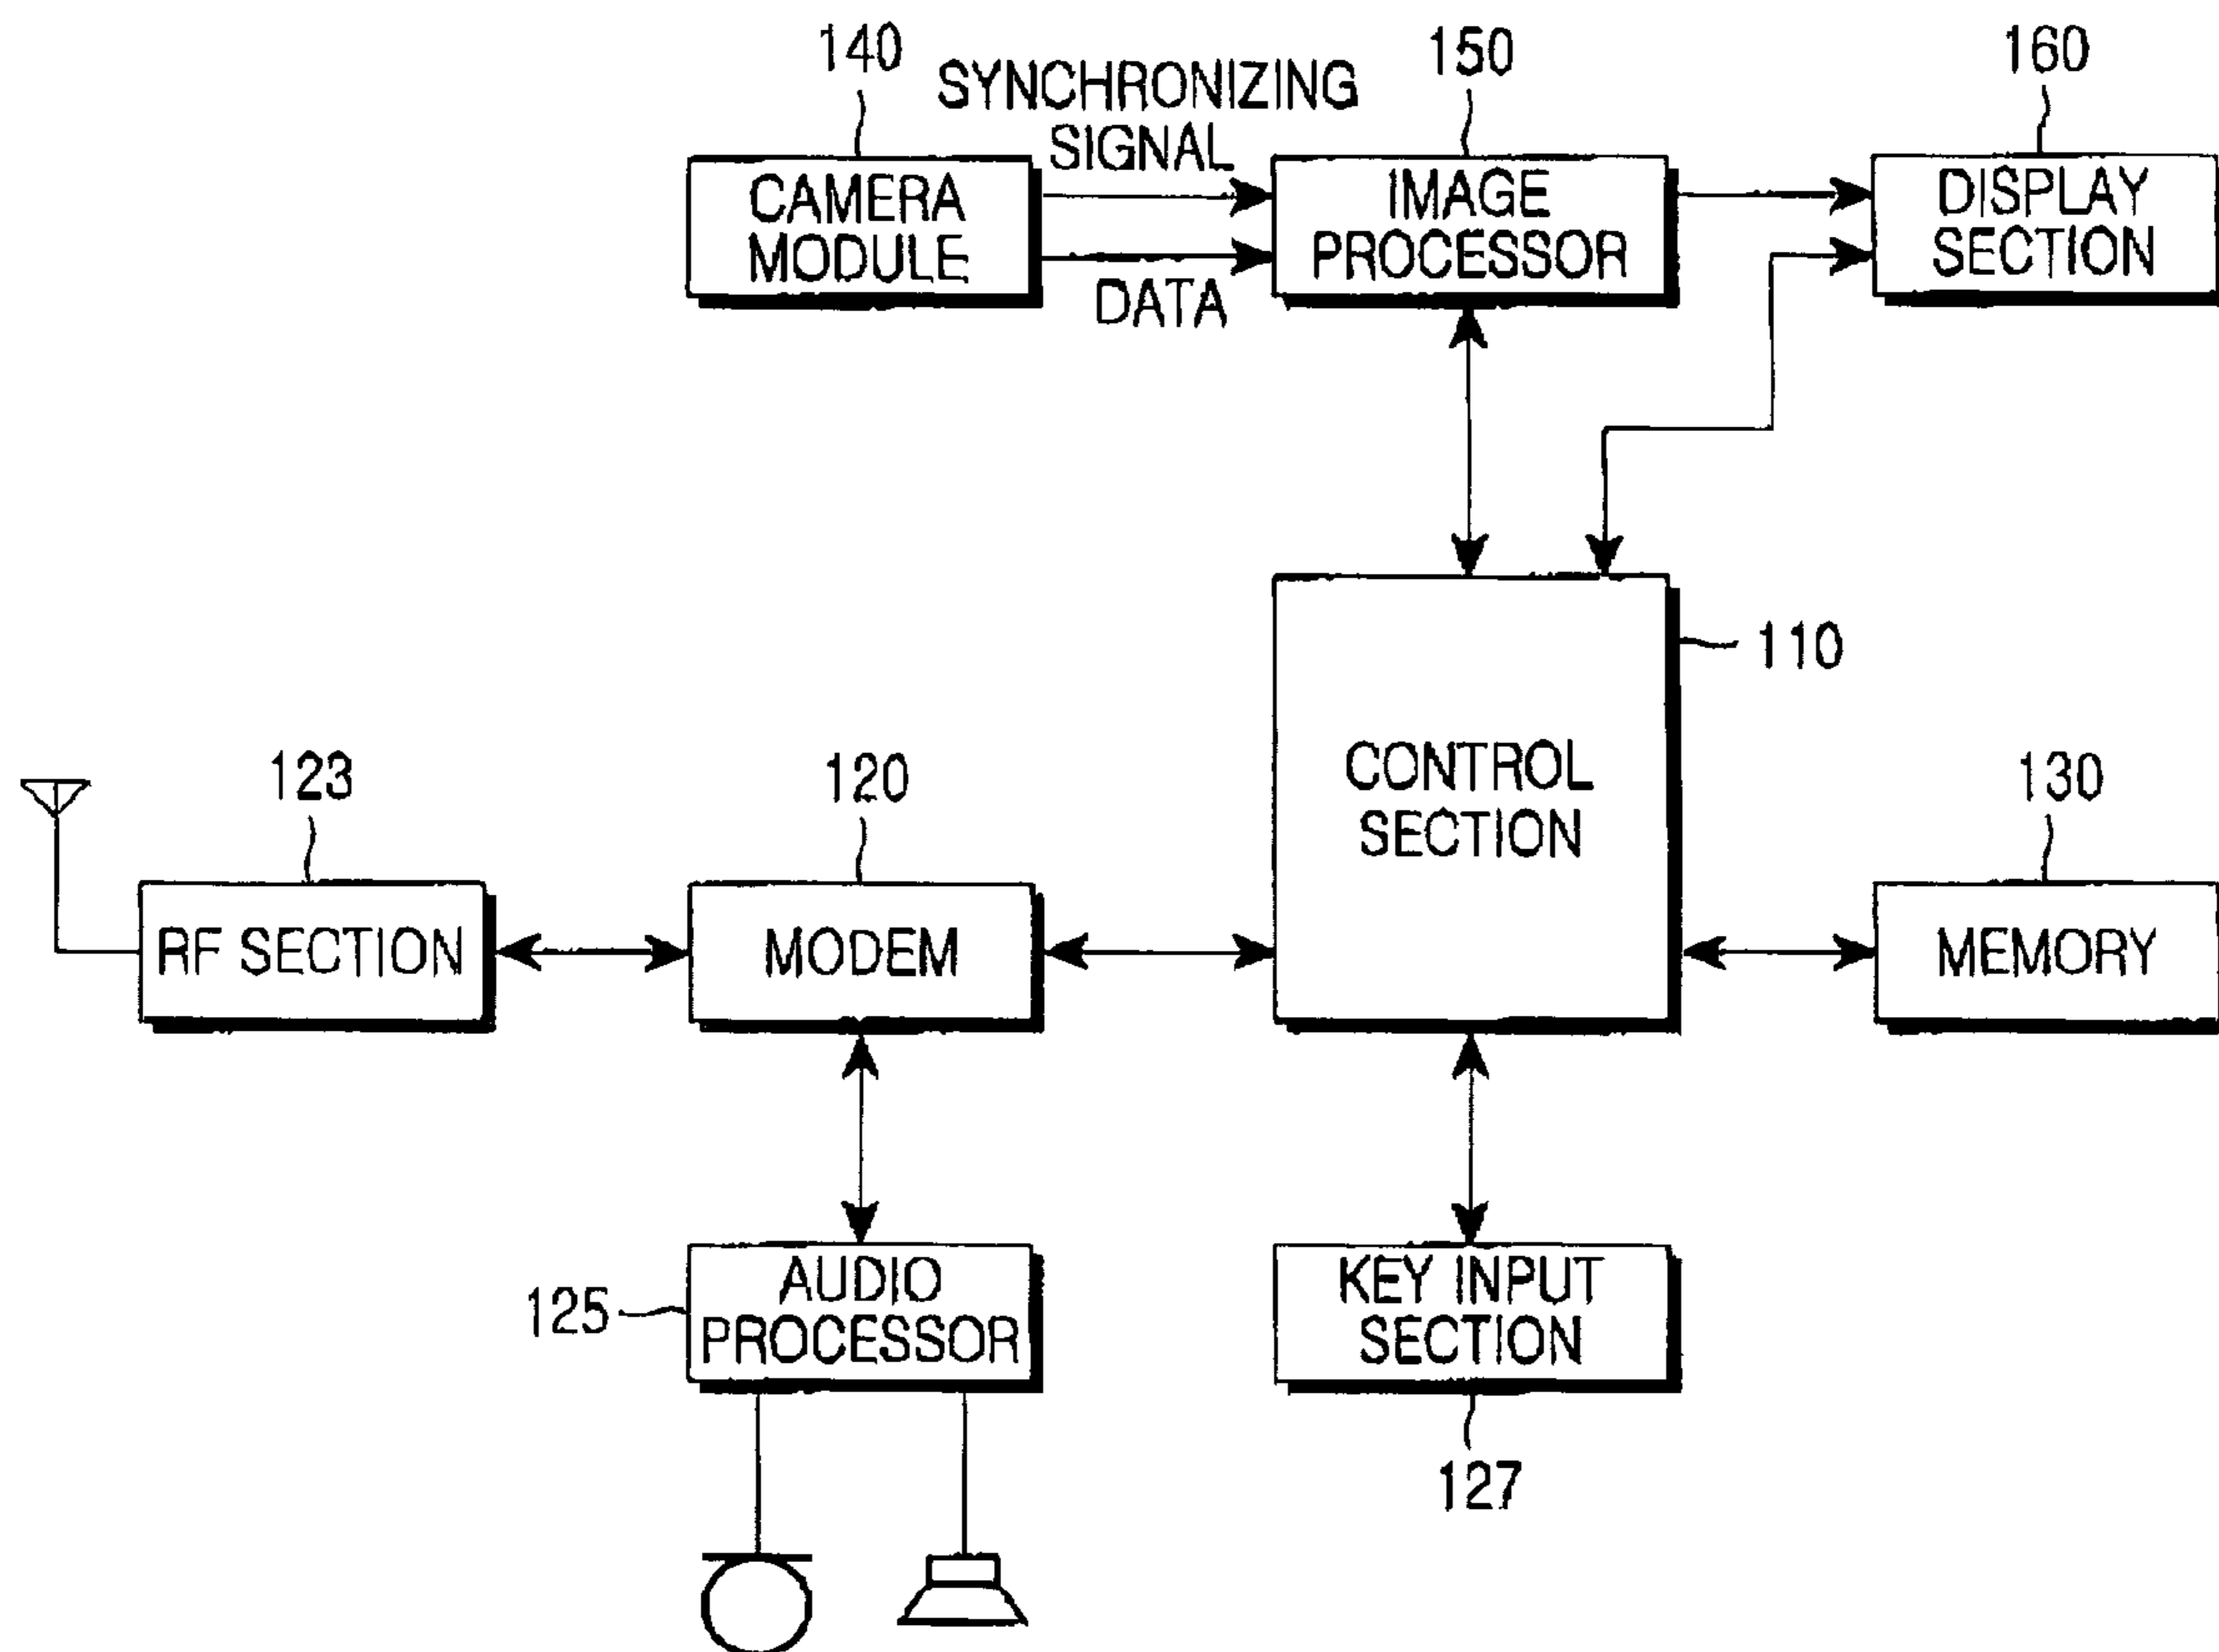 140
SYNCHRONIZING
SIGNAL
150
160
CAMERA
MODULE
IMAGE
PROCESSOR
DISPLAY
SECTION
DATA
110
CONTROL
SECTION
123
120
130
RF SECTION
MODEM
MEMORY
125
AUDIO
PROCESSOR
KEY INPUT
SECTION
127